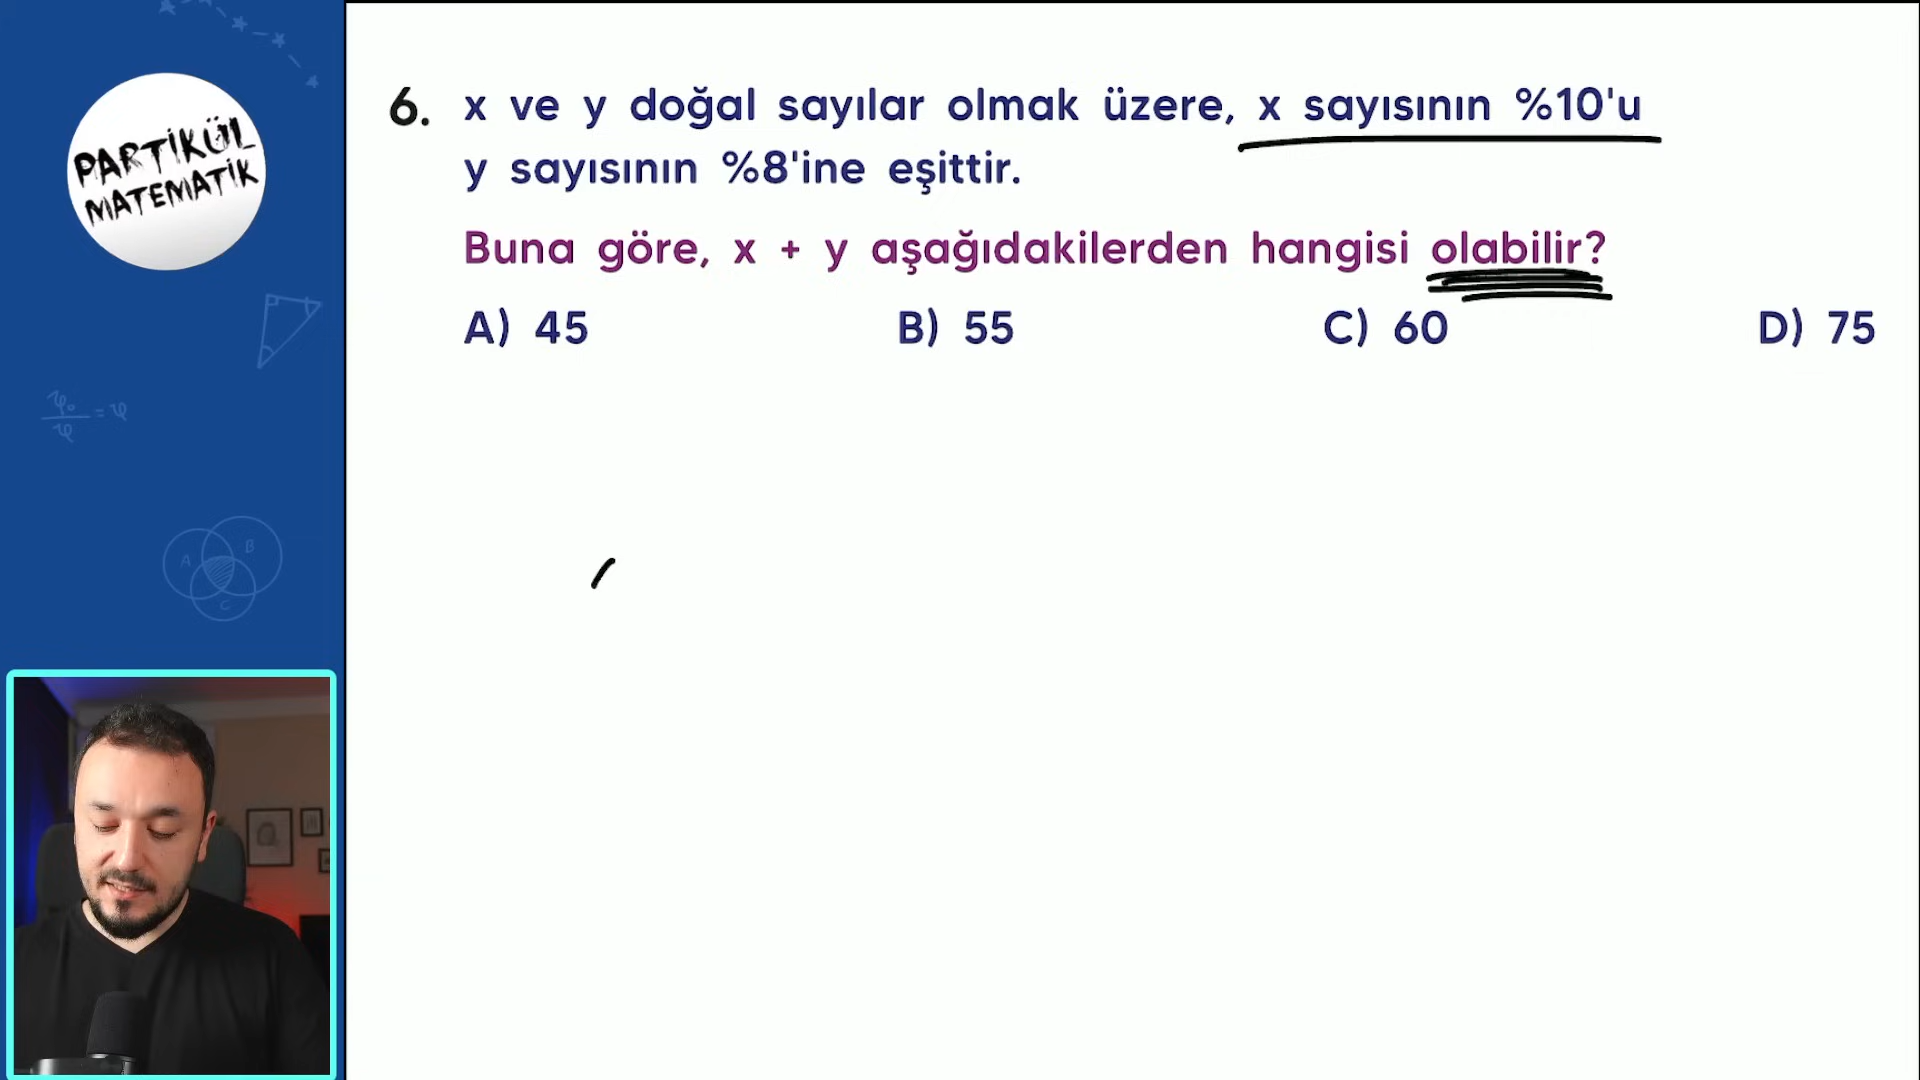 PARTİKÜL
MATEMATİK
6. x ve y doğal sayılar olmak üzere, x sayısının %10'u
y sayısının %8'ine eşittir.
Buna göre, x + y aşağıdakilerden hangisi olabilir?
A) 45 B) 55 C) 60 D) 75
A B
C